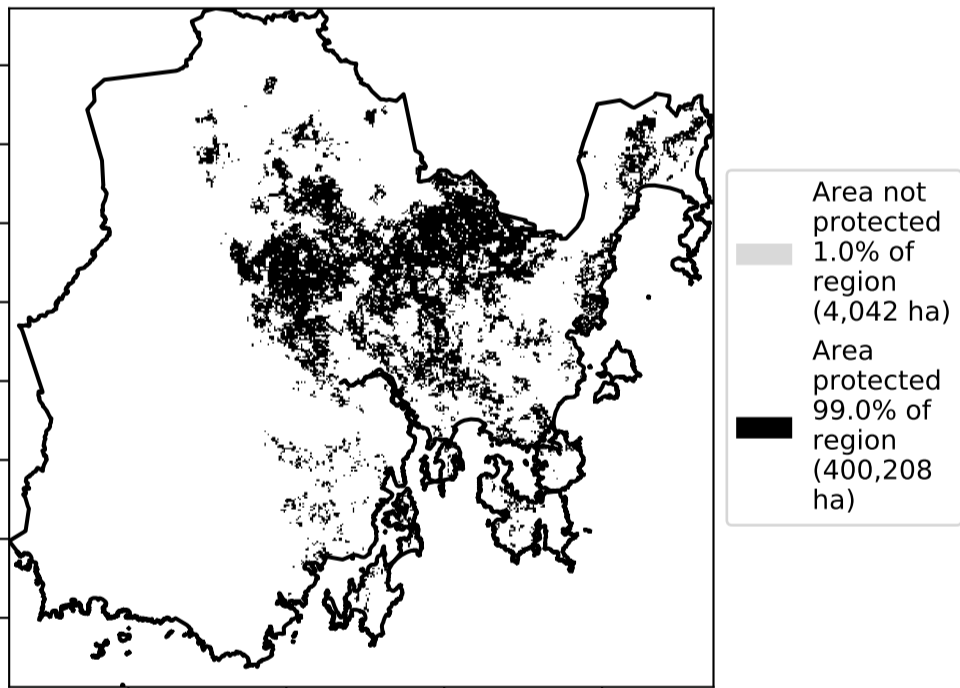 Area not
protected
1.0% of
region
(4,042 ha)
Area
protected
99.0% of
region
(400,208
ha)